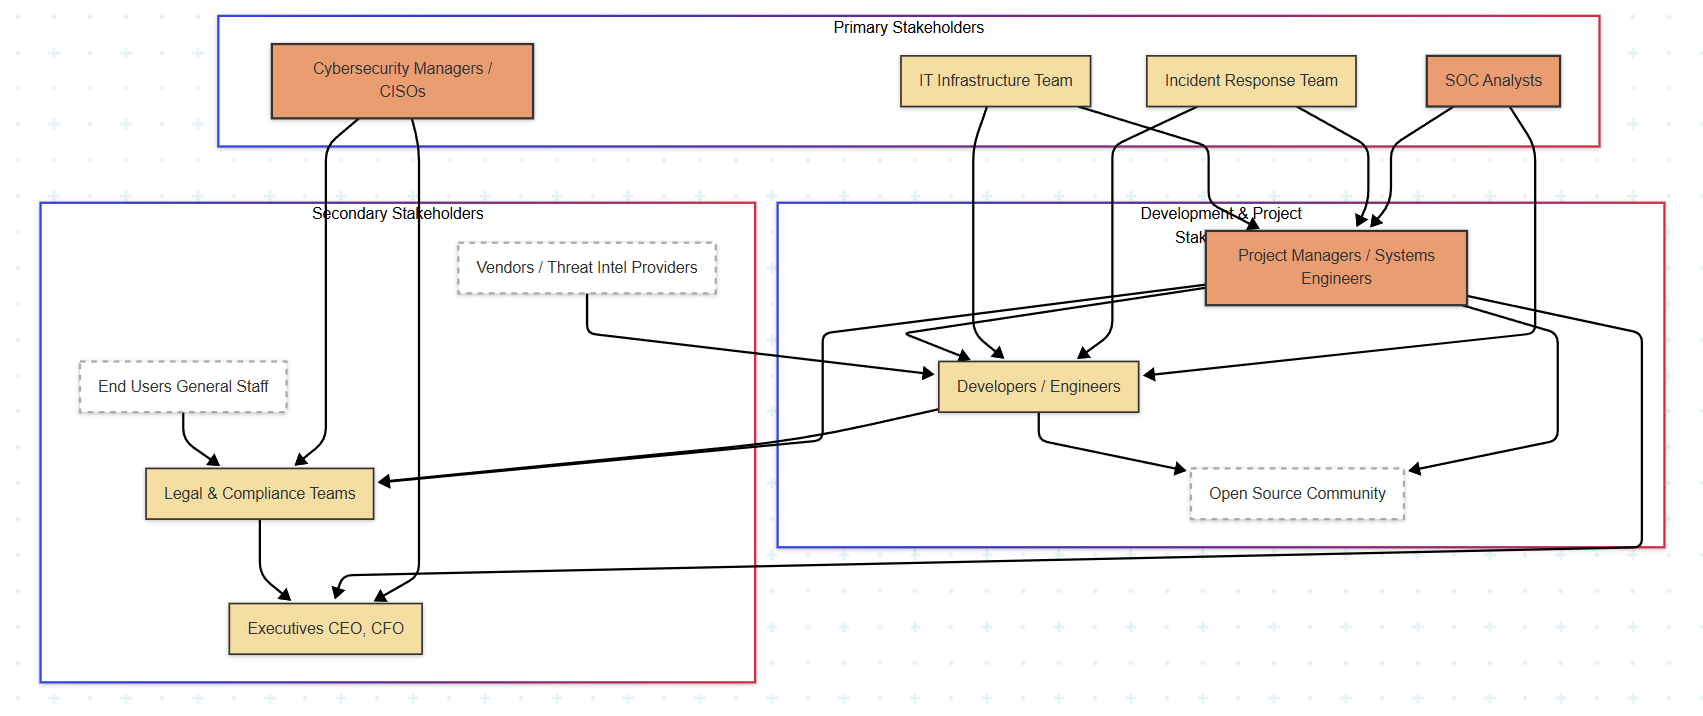 Primary Stakeholders
Cybersecurity Managers /
CISOs
IT Infrastructure Team
Incident Response Team
SOC Analysts
Secondary Stakeholders
Vendors / Threat Intel Providers
End Users General Staff
Legal & Compliance Teams
Executives CEO, CFO
Development & Project
Stak
Project Managers / Systems
Engineers
Developers / Engineers
Open Source Community